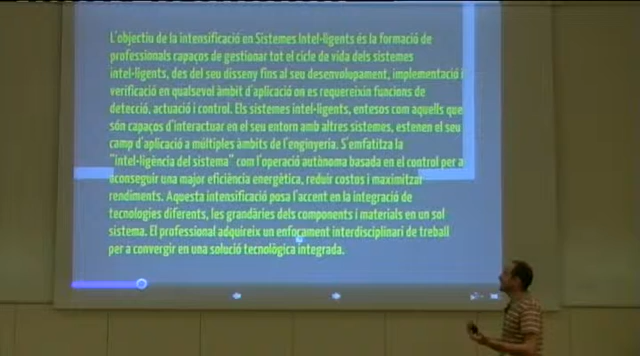 L'objectiu de la intensificació en Sistemes Intel-ligents és la formació de
professionals capaços de gestionar tot el cicle de vida dels sistemes
intel-ligents, des del seu disseny fins al seu desenvolupament, implementació i
verificació en qualsevol àmbit d'aplicació on es requereixin funcions de
detecció, actuació i control. Els sistemes intel-ligents, entesos com aquells que
són capaços d'interactuar en el seu entorn amb altres sistemes, estenen el seu
camp d'aplicació a múltiples àmbits de l'enginyeria. S'emfatitza la
"intel-ligència del sistema" com l'operació autònoma basada en el control per a
aconseguir una major eficiència energètica, reduir costos i maximitzar
rendiments. Aquesta intensificació posa l'accent en la integració de
tecnologies diferents, les grandàries dels components i materials en un sol
sistema. El professional adquireix un enfocament interdisciplinari de treball
per a convergir en una solució tecnològica integrada.